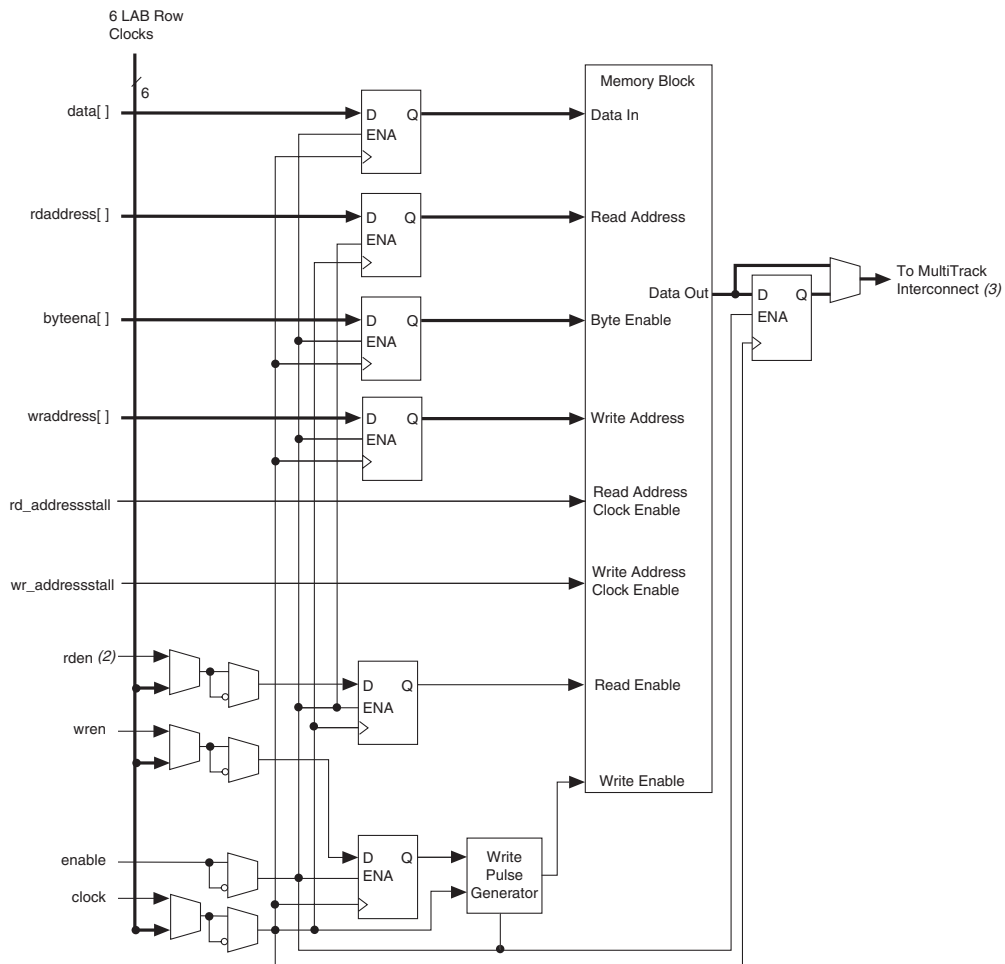 6 LAB Row
Clocks
6
data[ ]
D Q
ENA
Memory Block
Data In
rdaddress[ ]
D Q
ENA
Read Address
Data Out
D Q
ENA
To MultiTrack
Interconnect (3)
byteena[ ]
D Q
ENA
Byte Enable
wraddress[ ]
D Q
ENA
Write Address
rd_addressstall
Read Address
Clock Enable
wr_addressstall
Write Address
Clock Enable
rden (2)
D Q
ENA
Read Enable
wren
Write Enable
enable
D Q
ENA
Write
Pulse
Generator
clock